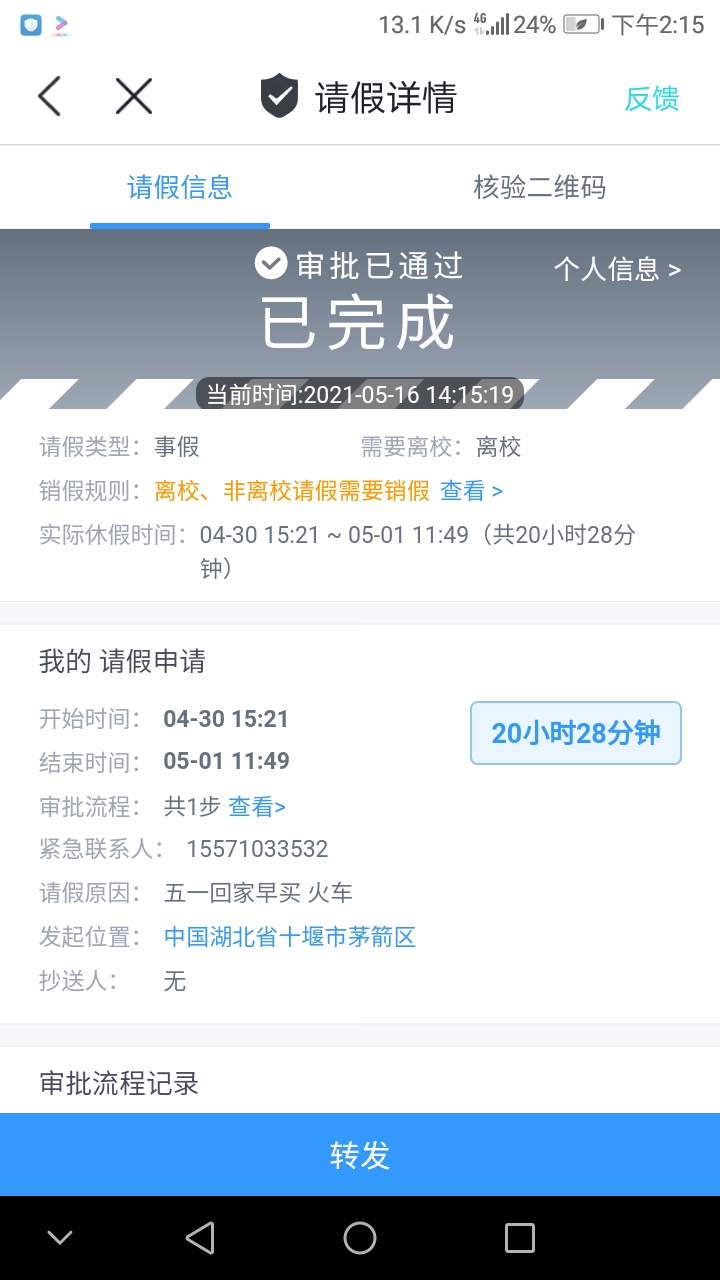 13.1 K/s 4G 24% 下午2:15
请假详情 反馈
请假信息 核验二维码
审批已通过 个人信息 >
已完成
当前时间:2021-05-16 14:15:19
请假类型： 事假 需要离校： 离校
销假规则： 离校、非离校请假需要销假 查看 >
实际休假时间： 04-30 15:21 ~ 05-01 11:49（共20小时28分
钟）
我的 请假申请
开始时间： 04-30 15:21
20小时28分钟
结束时间： 05-01 11:49
审批流程： 共1步 查看>
紧急联系人： 15571033532
请假原因： 五一回家早买 火车
发起位置： 中国湖北省十堰市茅箭区
抄送人： 无
审批流程记录
转发